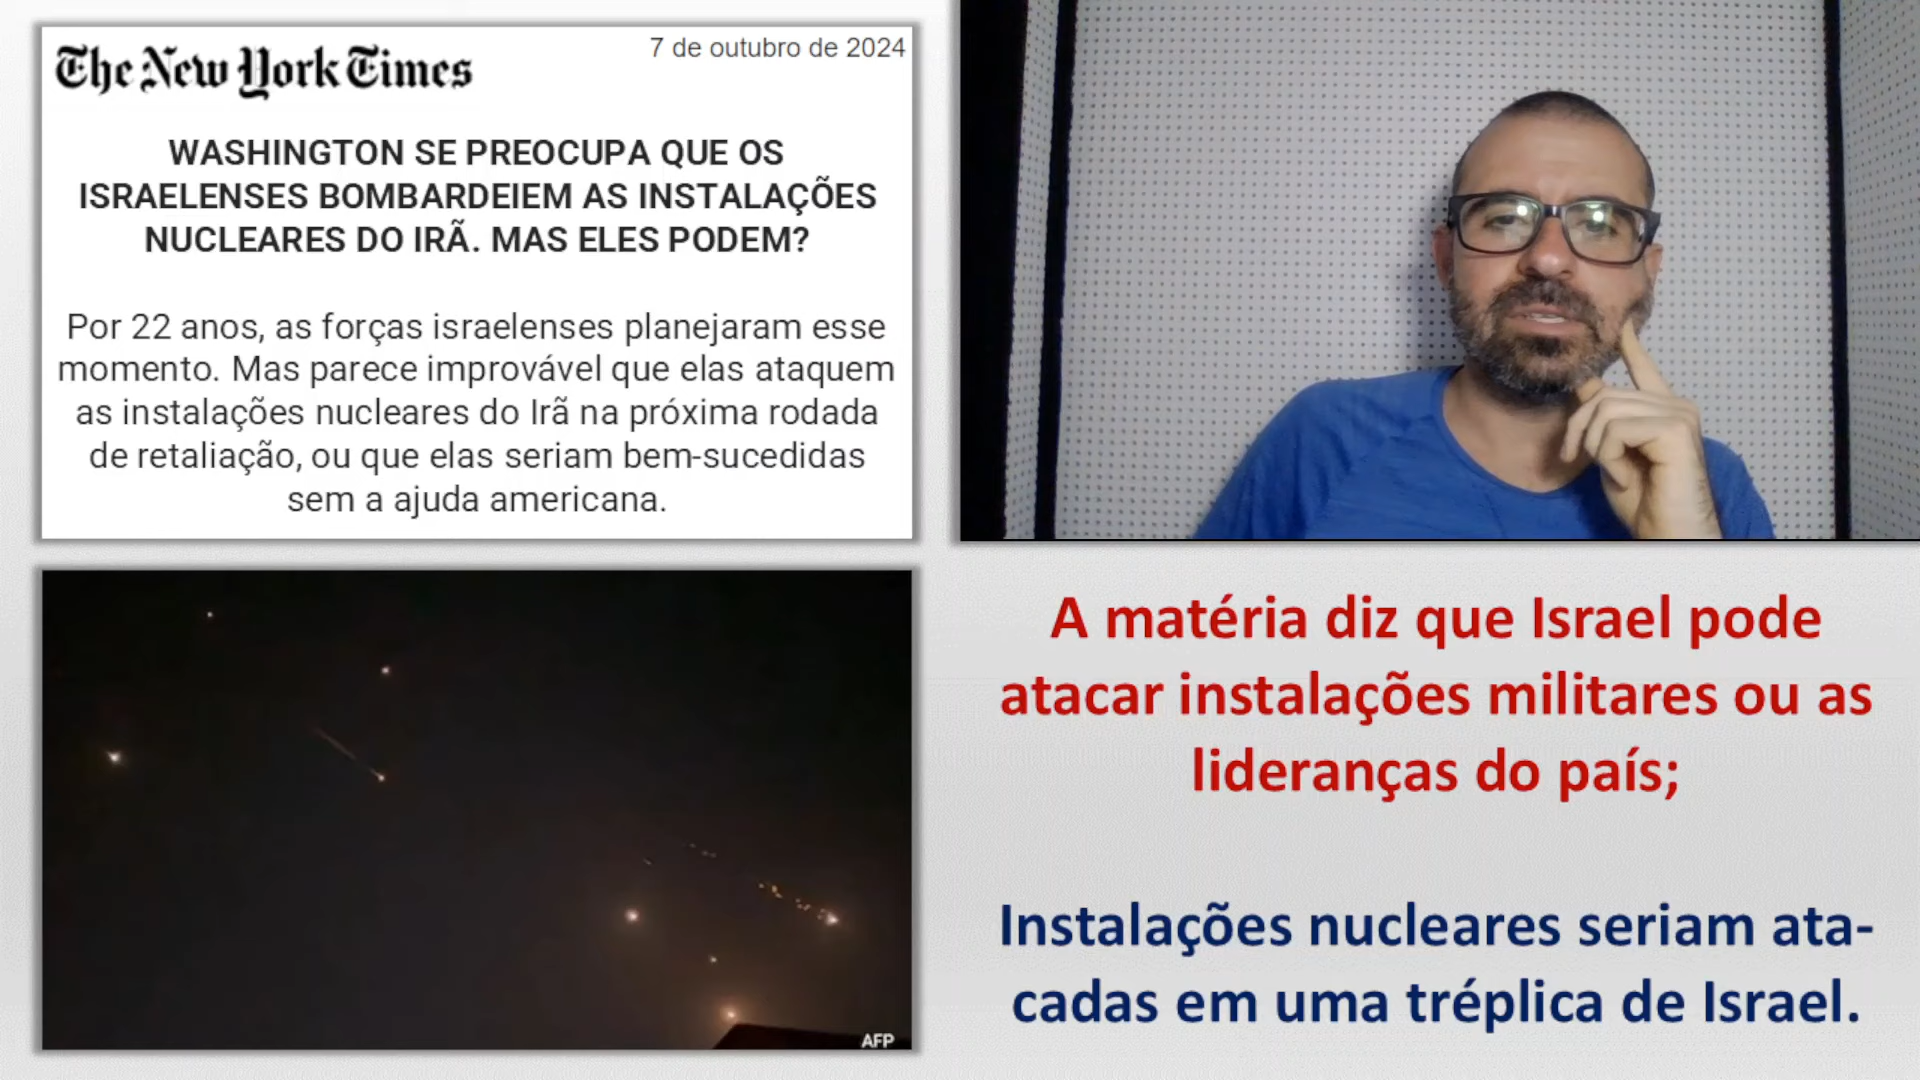 The New York Times
7 de outubro de 2024
WASHINGTON SE PREOCUPA QUE OS
ISRAELENSES BOMBARDEIEM AS INSTALAÇÕES
NUCLEARES DO IRÃ. MAS ELES PODEM?
Por 22 anos, as forças israelenses planejaram esse
momento. Mas parece improvável que elas ataquem
as instalações nucleares do Irã na próxima rodada
de retaliação, ou que elas seriam bem-sucedidas
sem a ajuda americana.
AFP
A matéria diz que Israel pode
atacar instalações militares ou as
lideranças do país;
Instalações nucleares seriam ata-
cadas em uma tréplica de Israel.